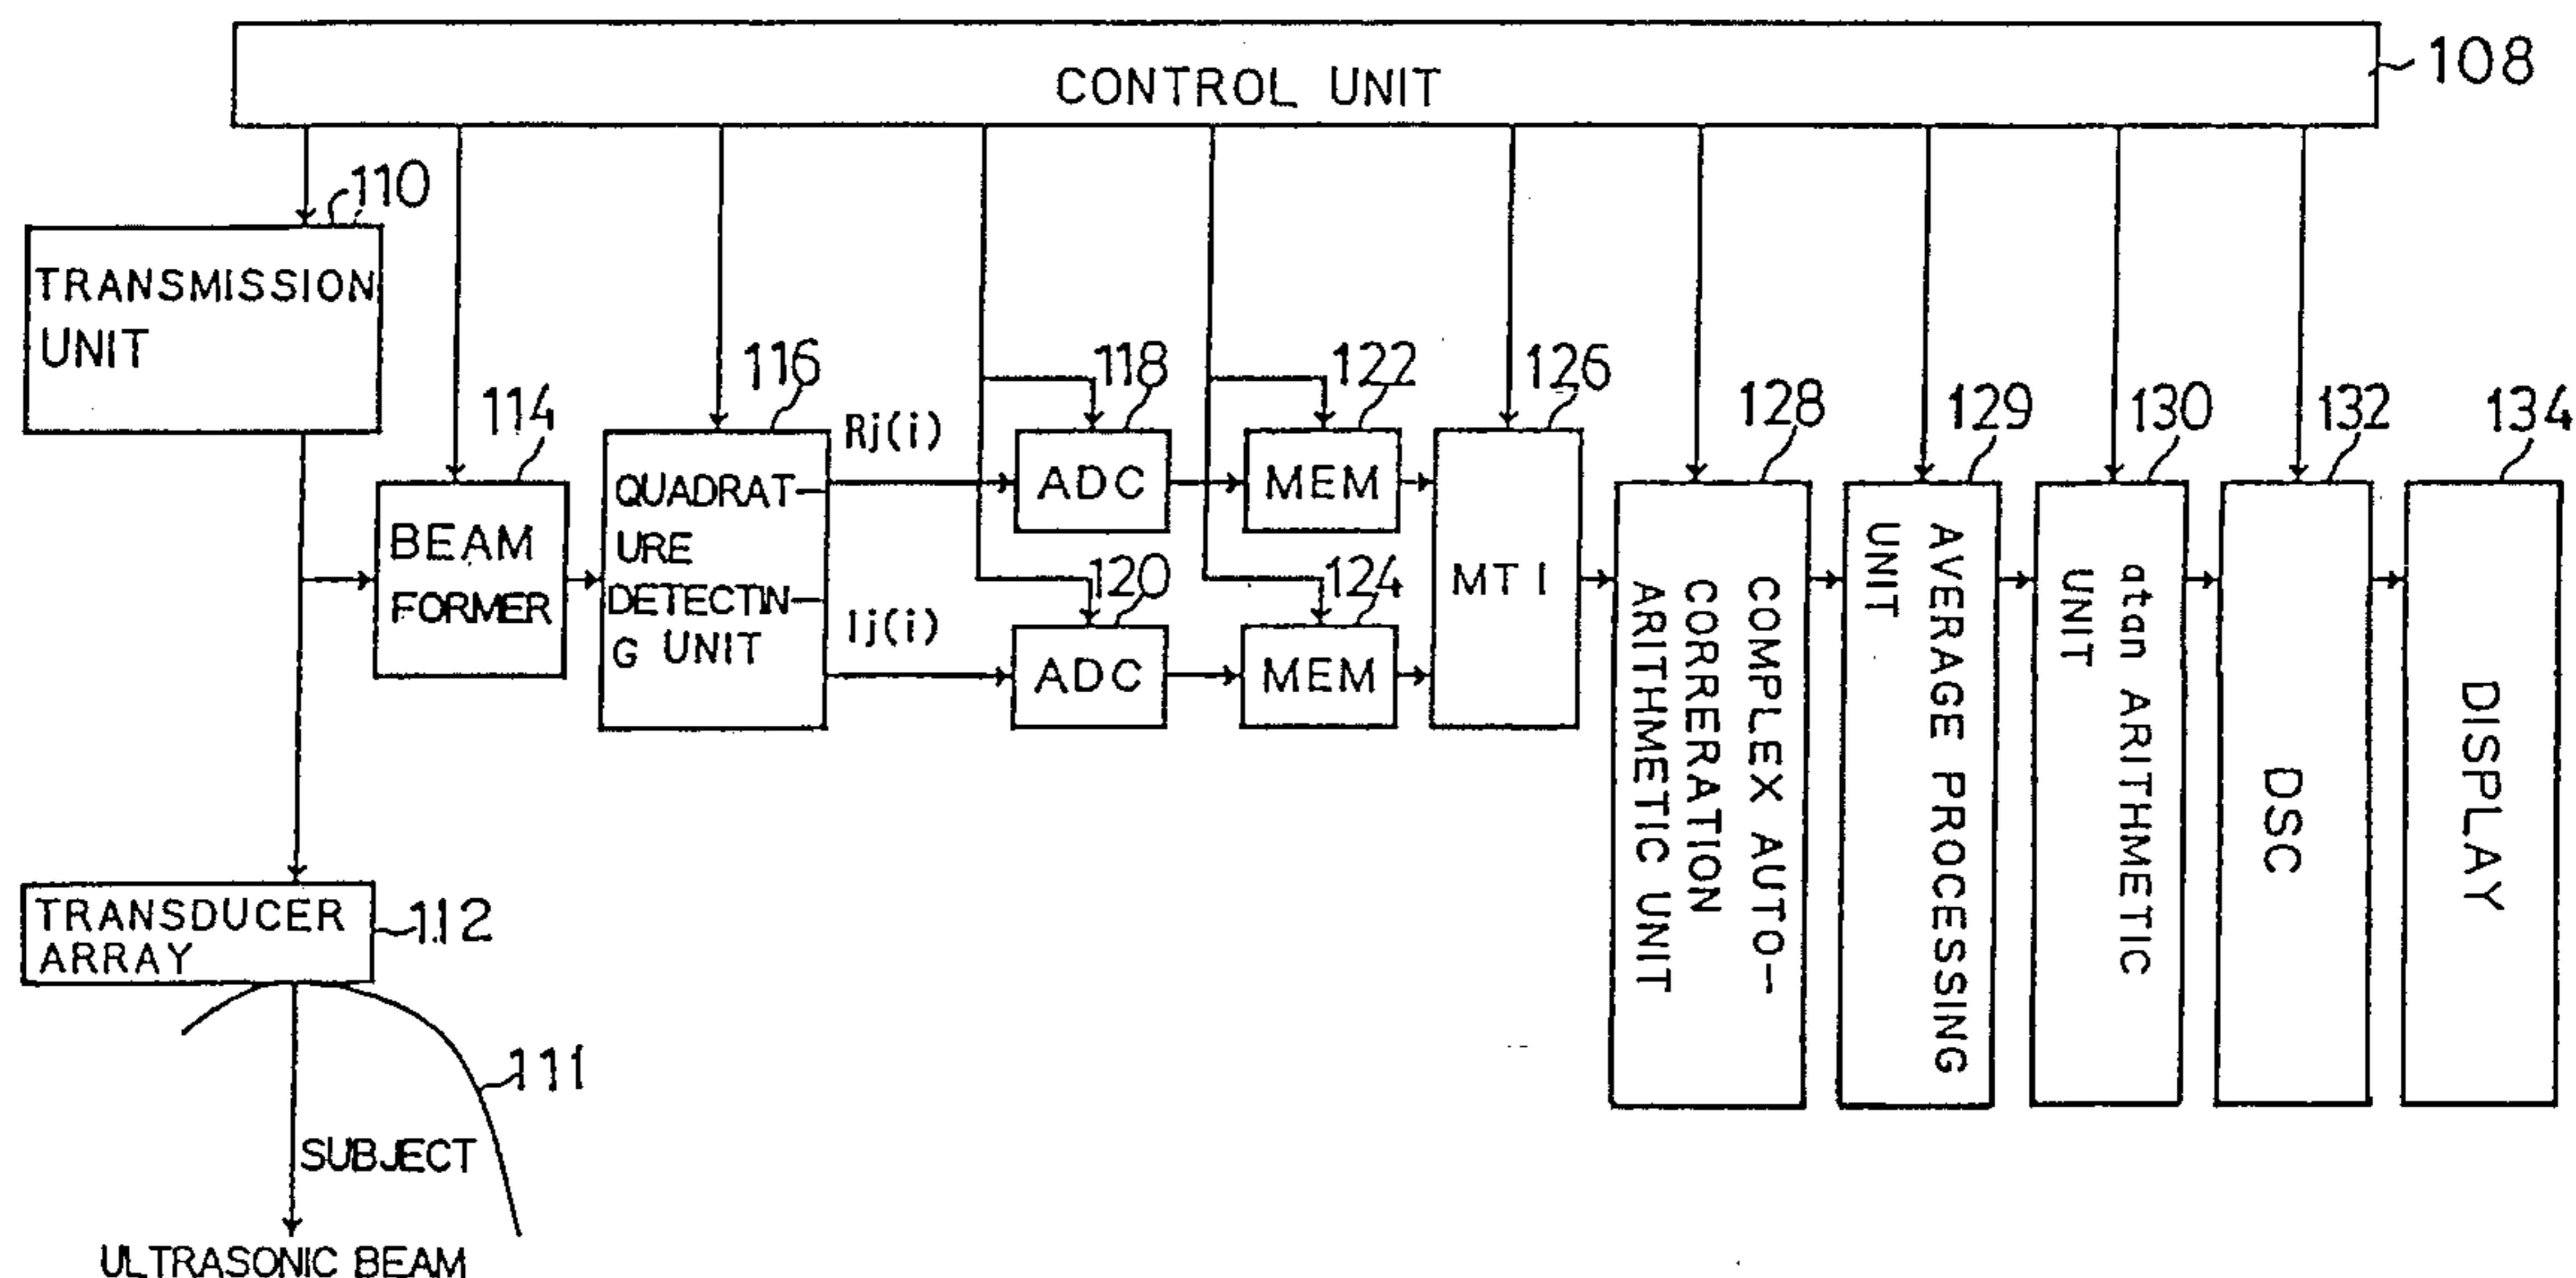 CONTROL UNIT
108
110
TRANSMISSION
UNIT
114
BEAM
FORMER
116
QUADRAT-
URE
DETECTIN-
G UNIT
Rj(i)
Ij(i)
118
ADC
120
ADC
122
MEM
124
MEM
126
MTI
128
COMPLEX AUTO-
CORRERATION
ARITHMETIC UNIT
129
AVERAGE PROCESSING
UNIT
130
atan ARITHMETIC
UNIT
132
DSC
134
DISPLAY
TRANSDUCER
ARRAY
112
111
SUBJECT
ULTRASONIC BEAM